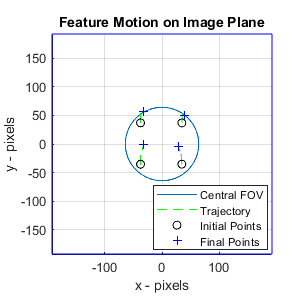 Feature Motion on Image Plane
y - pixels
150
100
50
0
-50
-100
-150
-100
0
100
x - pixels
Central FOV
Trajectory
Initial Points
Final Points